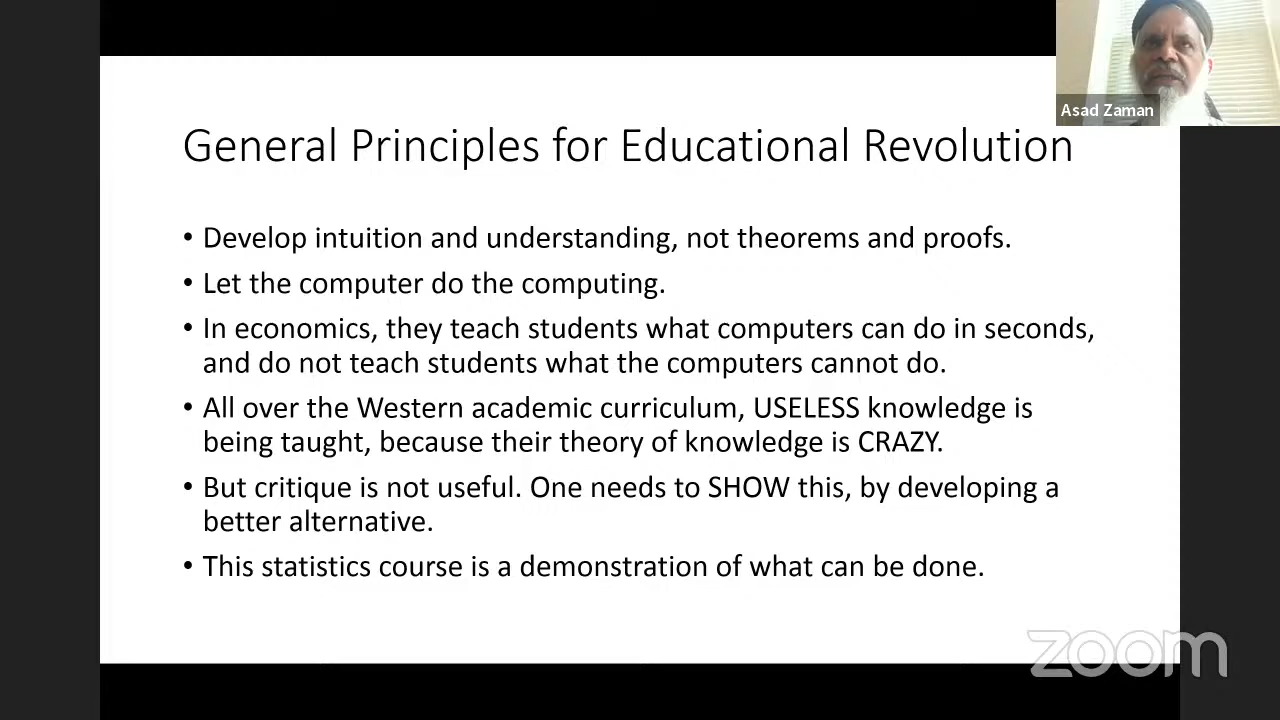 Asad Zaman
General Principles for Educational Revolution
• Develop intuition and understanding, not theorems and proofs.
• Let the computer do the computing.
• In economics, they teach students what computers can do in seconds,
and do not teach students what the computers cannot do.
• All over the Western academic curriculum, USELESS knowledge is
being taught, because their theory of knowledge is CRAZY.
• But critique is not useful. One needs to SHOW this, by developing a
better alternative.
• This statistics course is a demonstration of what can be done.
zoom